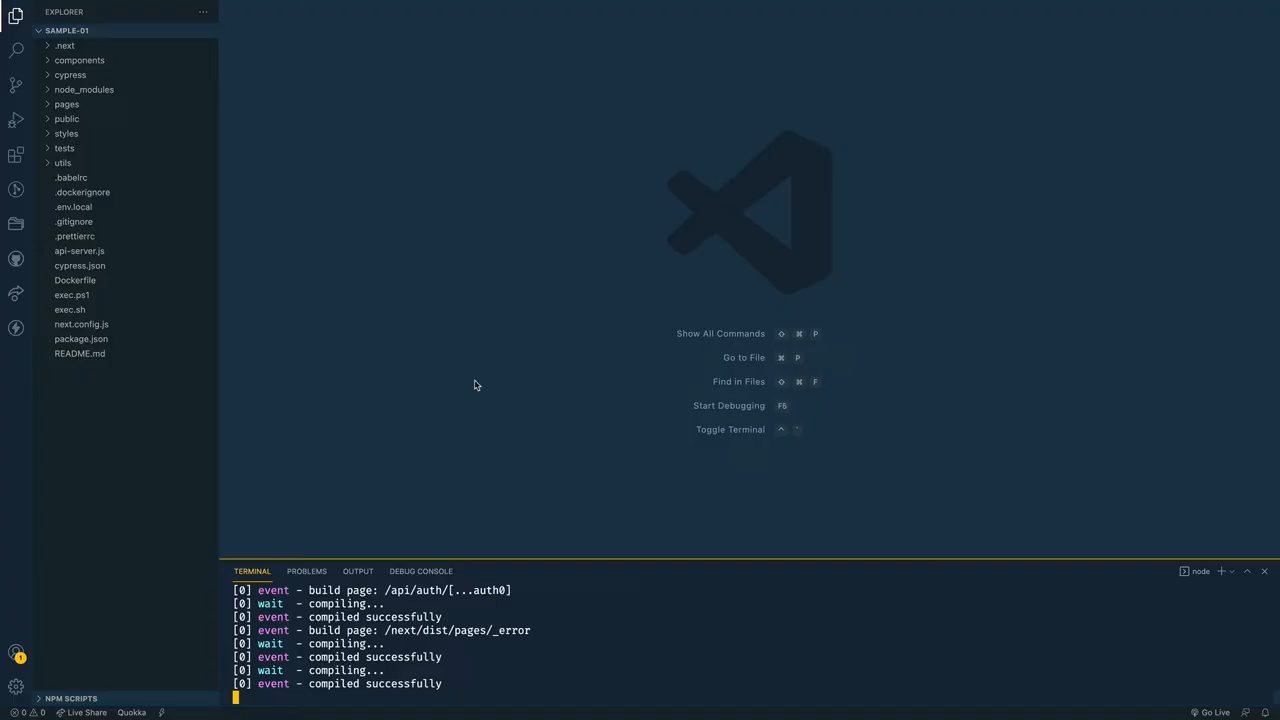 EXPLORER
SAMPLE-01
.next
components
cypress
node_modules
pages
public
styles
tests
utils
.babelrc
.dockerignore
.env.local
.gitignore
.prettierrc
api-server.js
cypress.json
Dockerfile
exec.ps1
exec.sh
next.config.js
package.json
README.md
NPM SCRIPTS
Show All Commands ⇧ ⌘ P
Go to File ⌘ P
Find in Files ⇧ ⌘ F
Start Debugging F5
Toggle Terminal ^ `
TERMINAL PROBLEMS OUTPUT DEBUG CONSOLE node
[0] event - build page: /api/auth/[...auth0]
[0] wait  - compiling...
[0] event - compiled successfully
[0] event - build page: /next/dist/pages/_error
[0] wait  - compiling...
[0] event - compiled successfully
[0] wait  - compiling...
[0] event - compiled successfully
1
0 0 Live Share Quokka Go Live